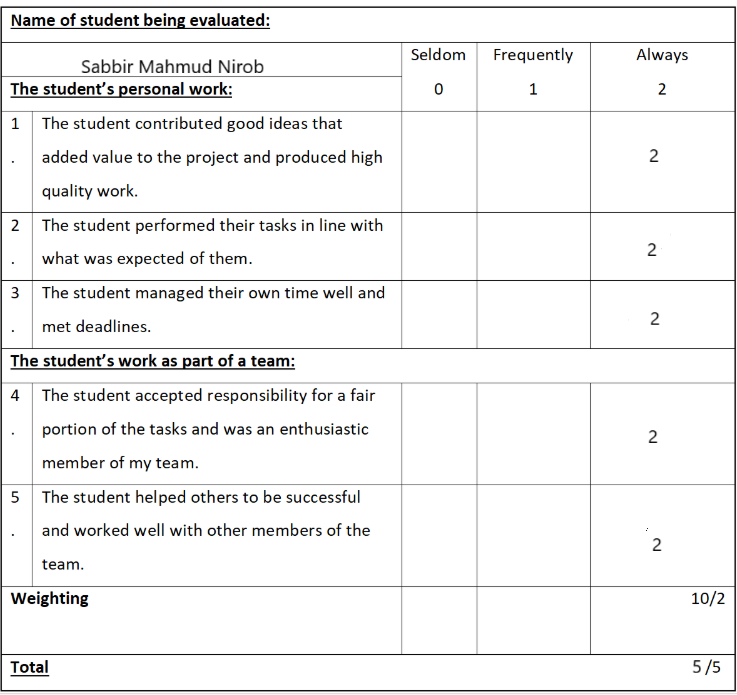 Name of student being evaluated:
Seldom Frequently Always
Sabbir Mahmud Nirob
The student’s personal work: 0 1 2
1 The student contributed good ideas that
. added value to the project and produced high 2
quality work.
2 The student performed their tasks in line with
. what was expected of them. 2
3 The student managed their own time well and
. met deadlines. 2
The student’s work as part of a team:
4 The student accepted responsibility for a fair
. portion of the tasks and was an enthusiastic 2
member of my team.
5 The student helped others to be successful
. and worked well with other members of the 2
team.
Weighting 10/2
Total 5 /5